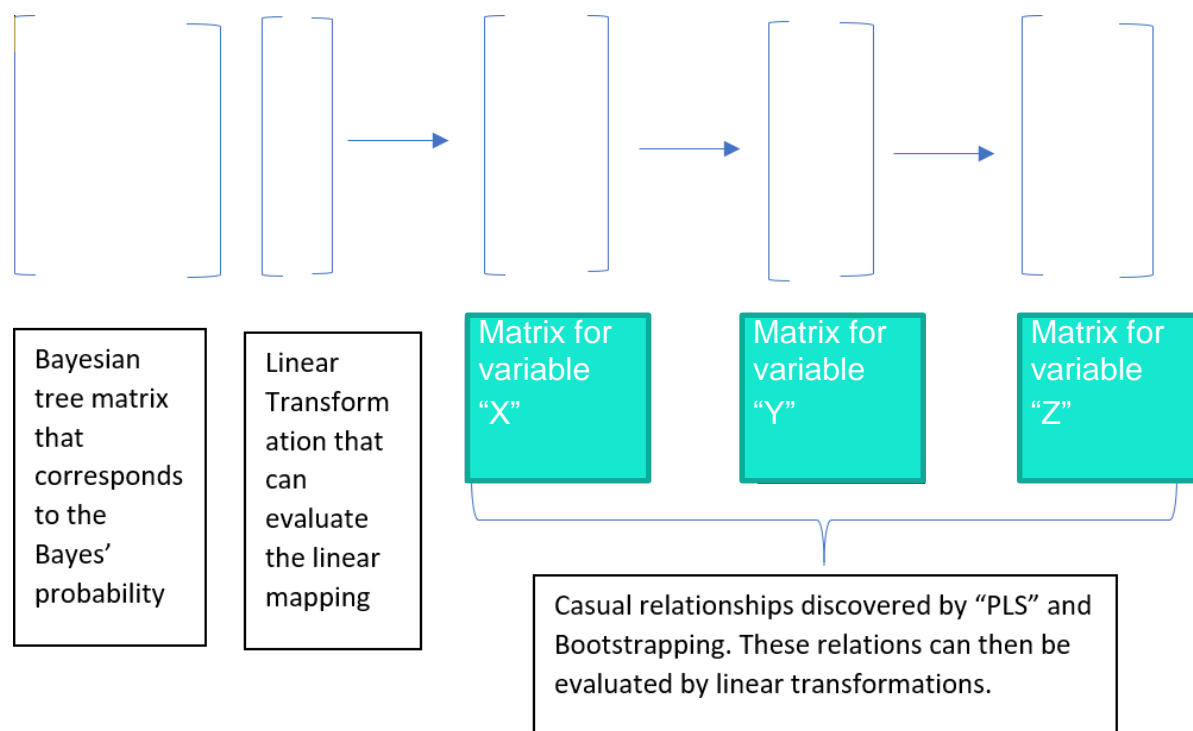 Bayesian
tree matrix
that
corresponds
to the
Bayes’
probability
Linear
Transform
ation that
can
evaluate
the linear
mapping
Matrix for
variable
“X”
Matrix for
variable
“Y”
Matrix for
variable
“Z”
Casual relationships discovered by “PLS” and
Bootstrapping. These relations can then be
evaluated by linear transformations.